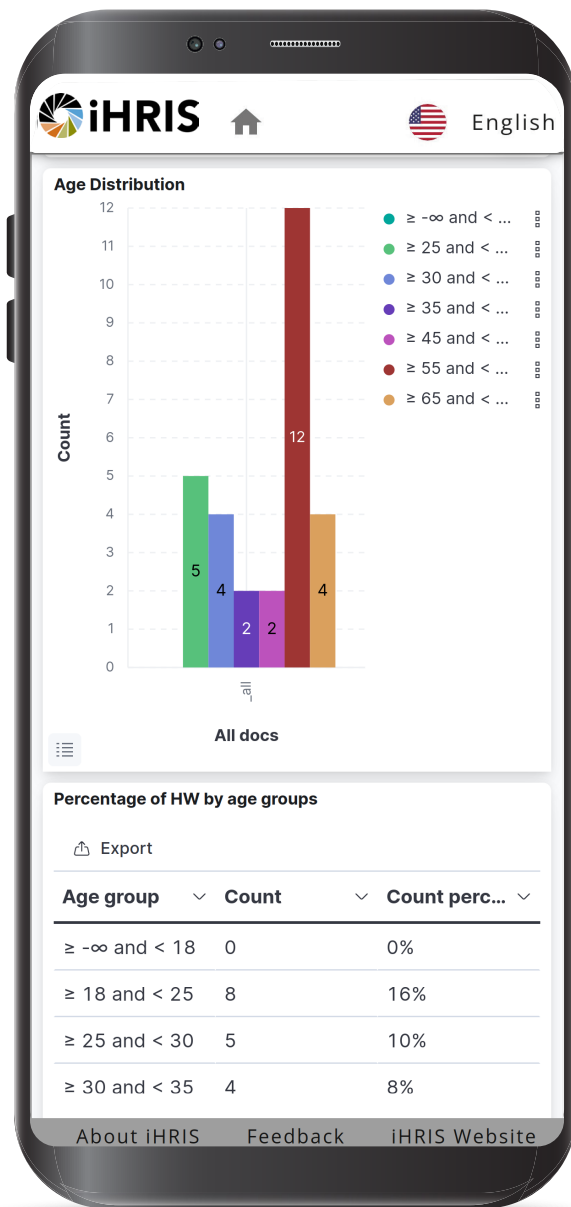 iHRIS
English
Age Distribution
12
11
10
9
8
7
6
5
4
3
2
1
0
Count
5
4
2
2
12
4
_all
All docs
≥ -∞ and < ...
≥ 25 and < ...
≥ 30 and < ...
≥ 35 and < ...
≥ 45 and < ...
≥ 55 and < ...
≥ 65 and < ...
Percentage of HW by age groups
Export
Age group Count Count perc...
≥ -∞ and < 18 0 0%
≥ 18 and < 25 8 16%
≥ 25 and < 30 5 10%
≥ 30 and < 35 4 8%
About iHRIS Feedback iHRIS Website